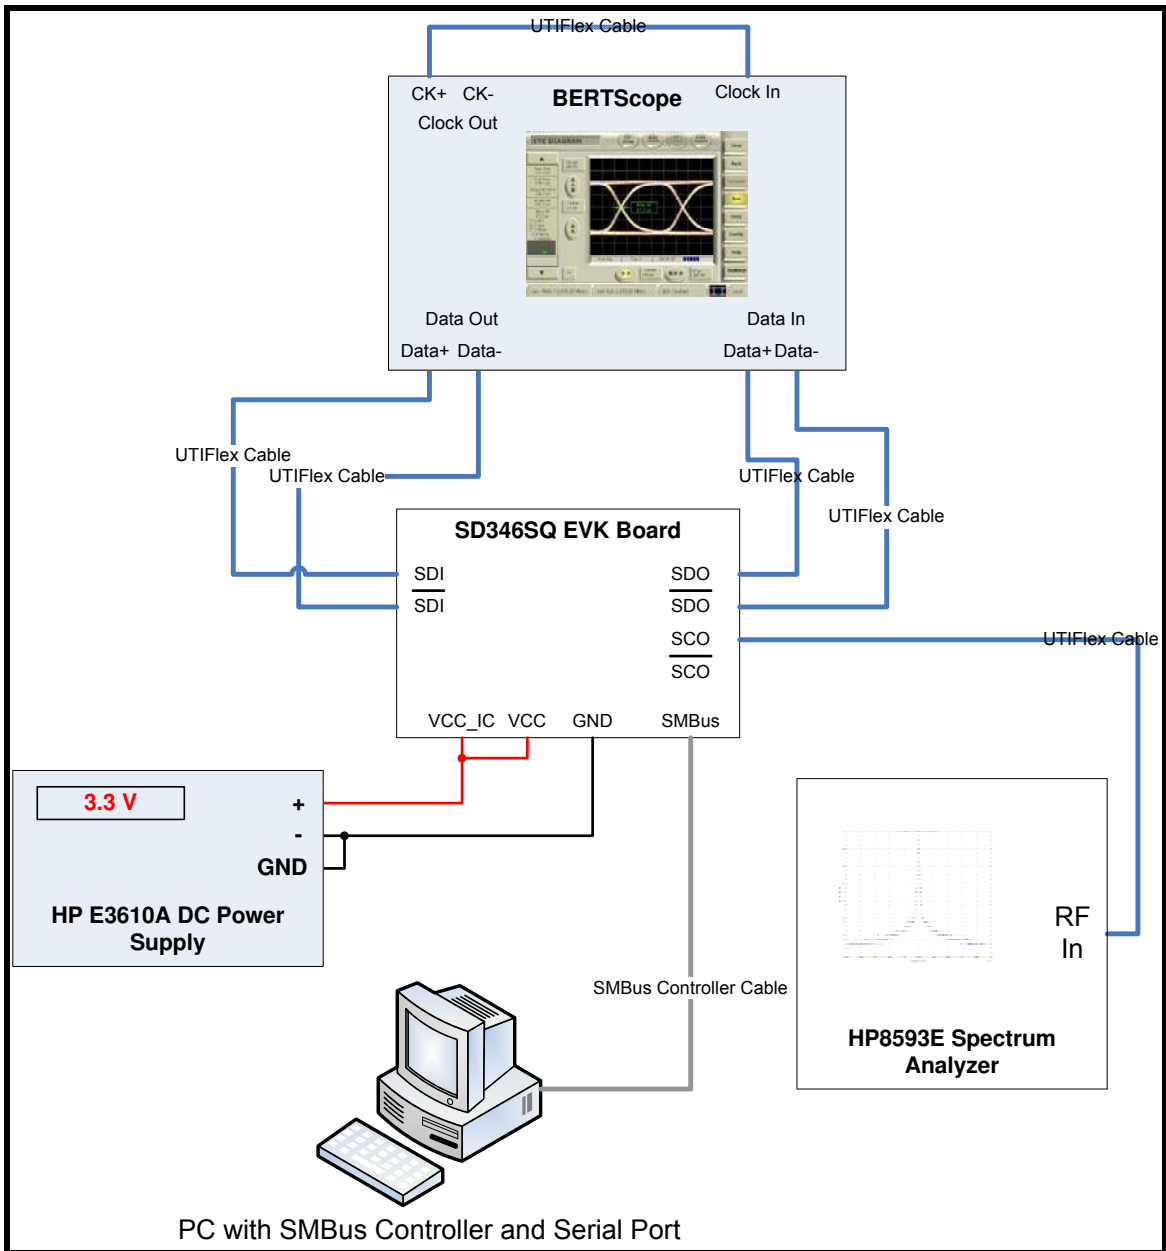 UTIFlex Cable
CK+ CK-
BERTScope
Clock In
Clock Out
EYE DIAGRAM
Data Out
Data In
Data+ Data-
Data+ Data-
UTIFlex Cable
UTIFlex Cable
UTIFlex Cable
UTIFlex Cable
SD346SQ EVK Board
SDI
SDO
SDI
SDO
SCO
UTIFlex Cable
SCO
VCC_IC VCC GND SMBus
3.3 V
+
-
GND
HP E3610A DC Power
Supply
RF
In
SMBus Controller Cable
HP8593E Spectrum
Analyzer
PC with SMBus Controller and Serial Port